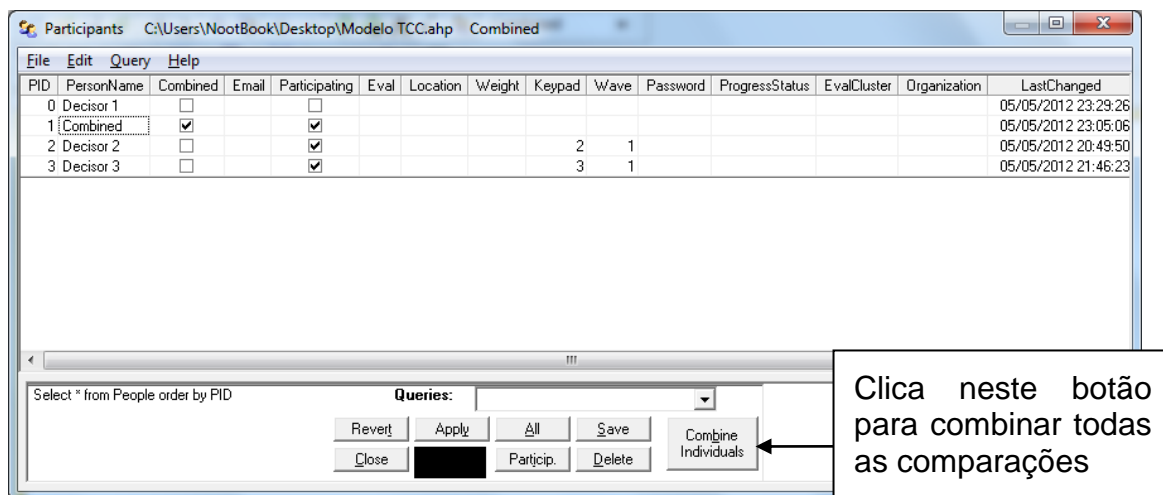 Participants C:\Users\NootBook\Desktop\Modelo TCC.ahp Combined
File Edit Query Help
PID PersonName Combined Email Participating Eval Location Weight Keypad Wave Password ProgressStatus EvalCluster Organization LastChanged
0 Decisor 1 05/05/2012 23:29:26
1 Combined 05/05/2012 23:05:06
2 Decisor 2 2 1 05/05/2012 20:49:50
3 Decisor 3 3 1 05/05/2012 21:46:23
Select * from People order by PID Queries:
Revert Apply All Save
Close Particip. Delete
Combine
Individuals
Clica neste botão
para combinar todas
as comparações